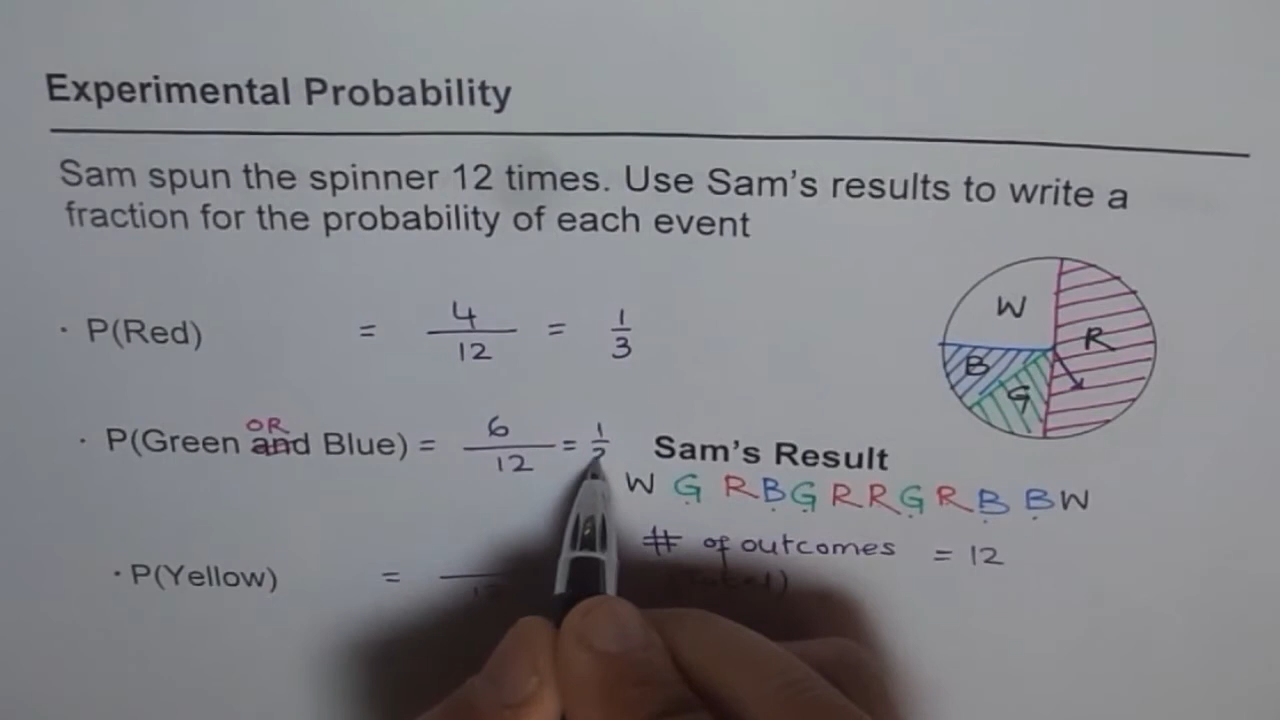 Experimental Probability
Sam spun the spinner 12 times. Use Sam's results to write a
fraction for the probability of each event
W
R
B
G
· P(Red) = 4/12 = 1/3
OR
· P(Green and Blue) = 6/12 = 1/2
Sam's Result
W G R B G R R G R B B W
# of outcomes = 12
· P(Yellow) =